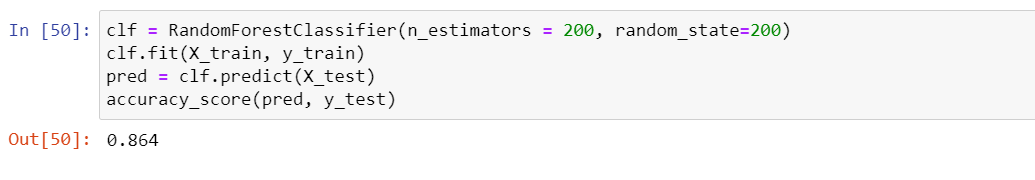 In [50]: clf = RandomForestClassifier(n_estimators = 200, random_state=200)
clf.fit(X_train, y_train)
pred = clf.predict(X_test)
accuracy_score(pred, y_test)
Out[50]: 0.864